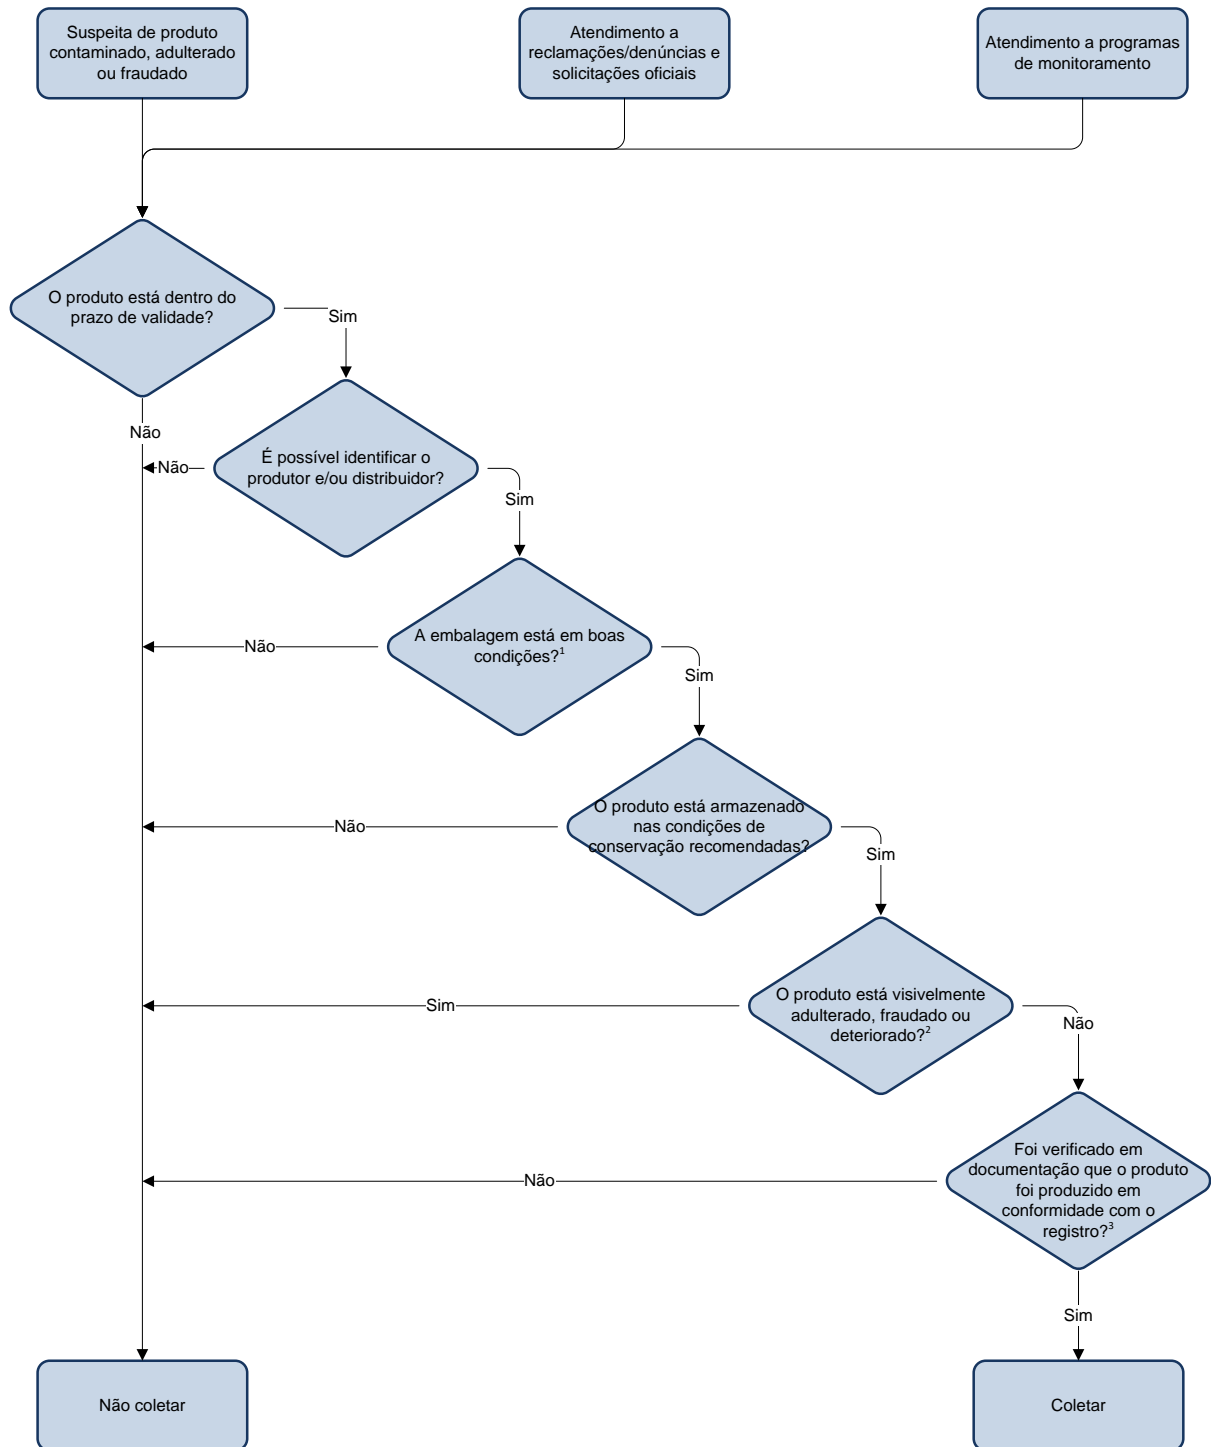 Suspeita de produto
contaminado, adulterado
ou fraudado
Atendimento a
reclamações/denúncias e
solicitações oficiais
Atendimento a programas
de monitoramento
O produto está dentro do
prazo de validade?
Sim
Não
É possível identificar o
produtor e/ou distribuidor?
Não
Sim
A embalagem está em boas
condições?¹
Não
Sim
O produto está armazenado
nas condições de
conservação recomendadas?
Não
Sim
O produto está visivelmente
adulterado, fraudado ou
deteriorado?²
Sim
Não
Foi verificado em
documentação que o produto
foi produzido em
conformidade com o
registro?³
Não
Sim
Não coletar
Coletar